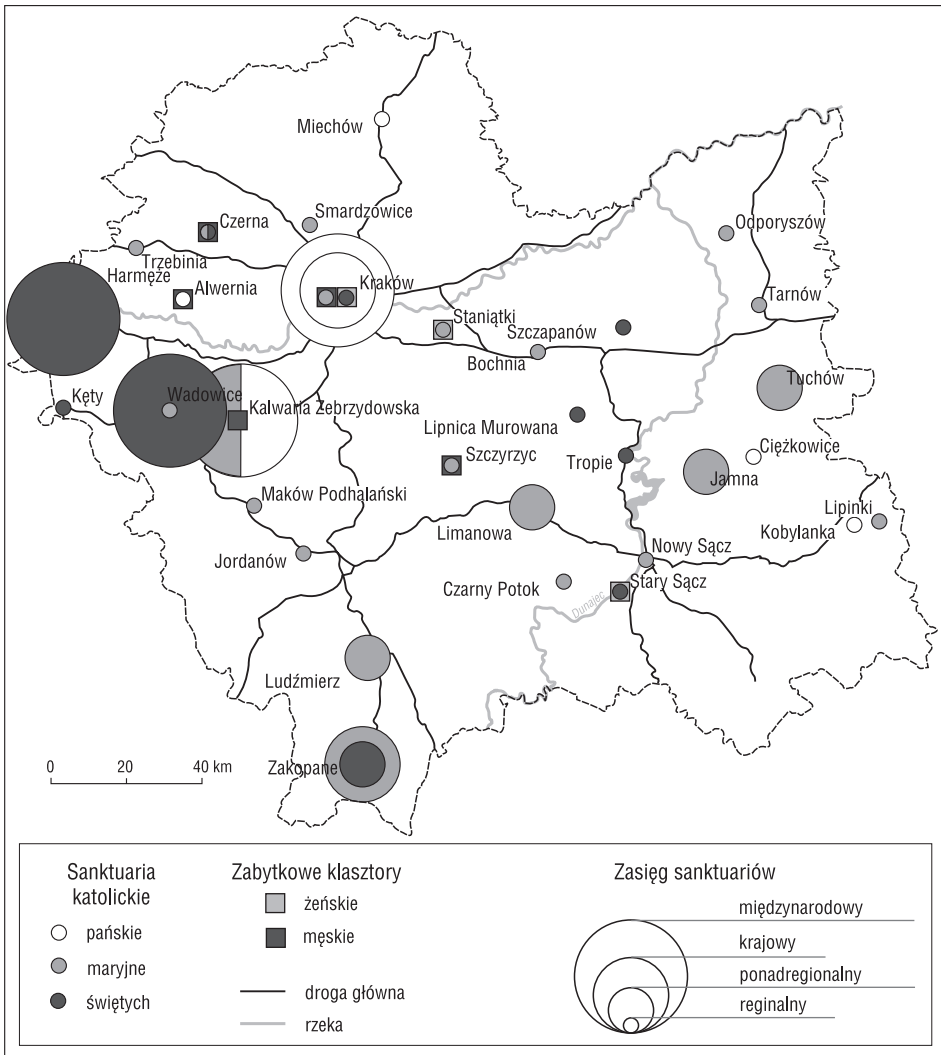 Miechów
Smardzowice
Czerna
Odporyszów
Trzebinia
Harmęże
Alwernia
Kraków
Staniątki
Tarnów
Szczapanów
Bochnia
Tuchów
Kęty
Wadowice
Kalwaria Zebrzydowska
Lipnica Murowana
Ciężkowice
Szczyrzyc
Tropie
Jamna
Maków Podhalański
Lipinki
Limanowa
Kobylanka
Jordanów
Nowy Sącz
Czarny Potok
Stary Sącz
Dunajec
Ludźmierz
Zakopane
0 20 40 km
Sanktuaria
katolickie
pańskie
maryjne
świętych
Zabytkowe klasztory
żeńskie
męskie
droga główna
rzeka
Zasięg sanktuariów
międzynarodowy
krajowy
ponadregionalny
reginalny